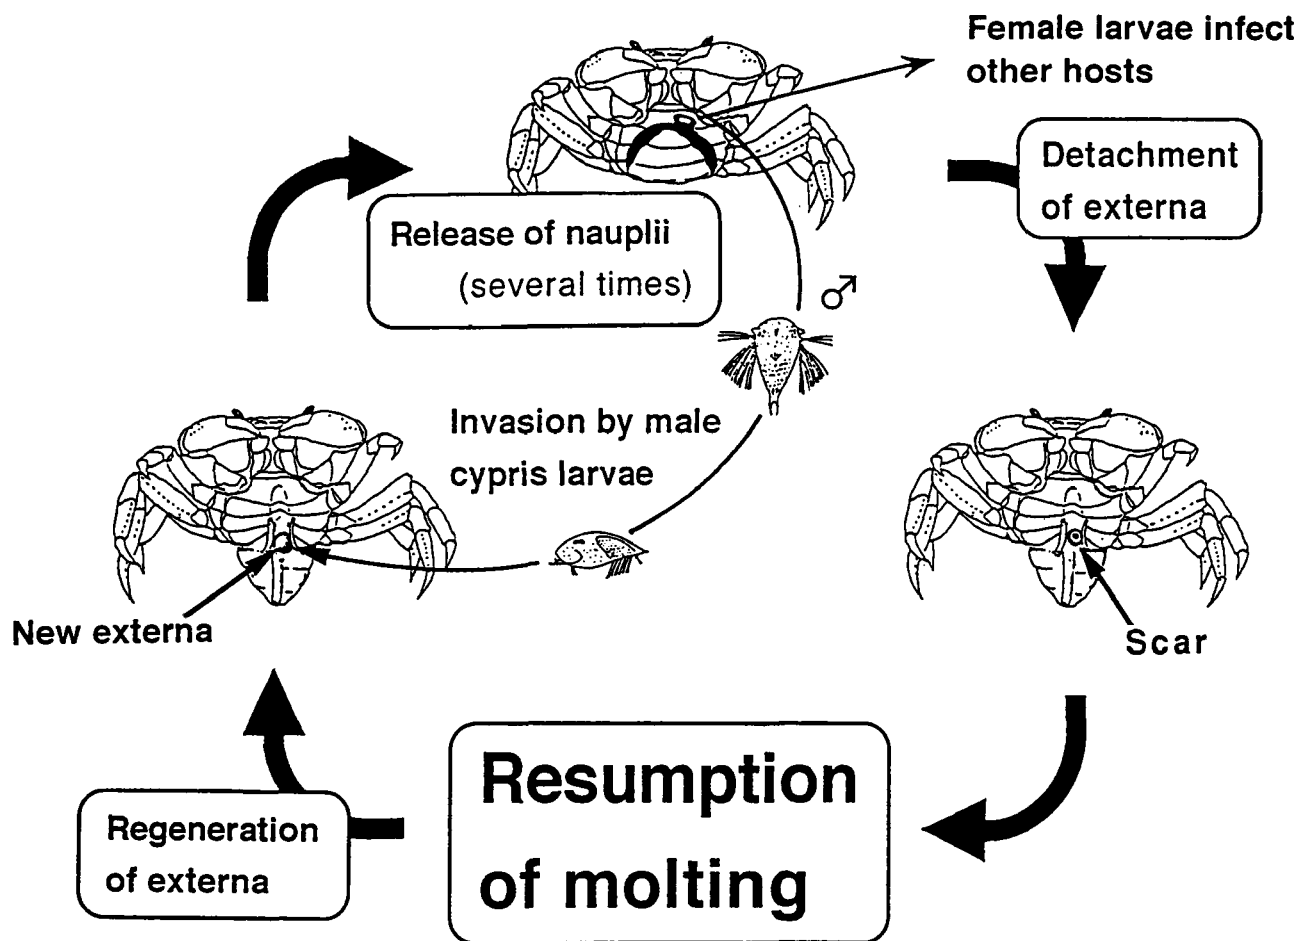 Female larvae infect
other hosts
Detachment
of externa
Release of nauplii
(several times)
♂
Invasion by male
cypris larvae
New externa
Scar
Resumption
of molting
Regeneration
of externa